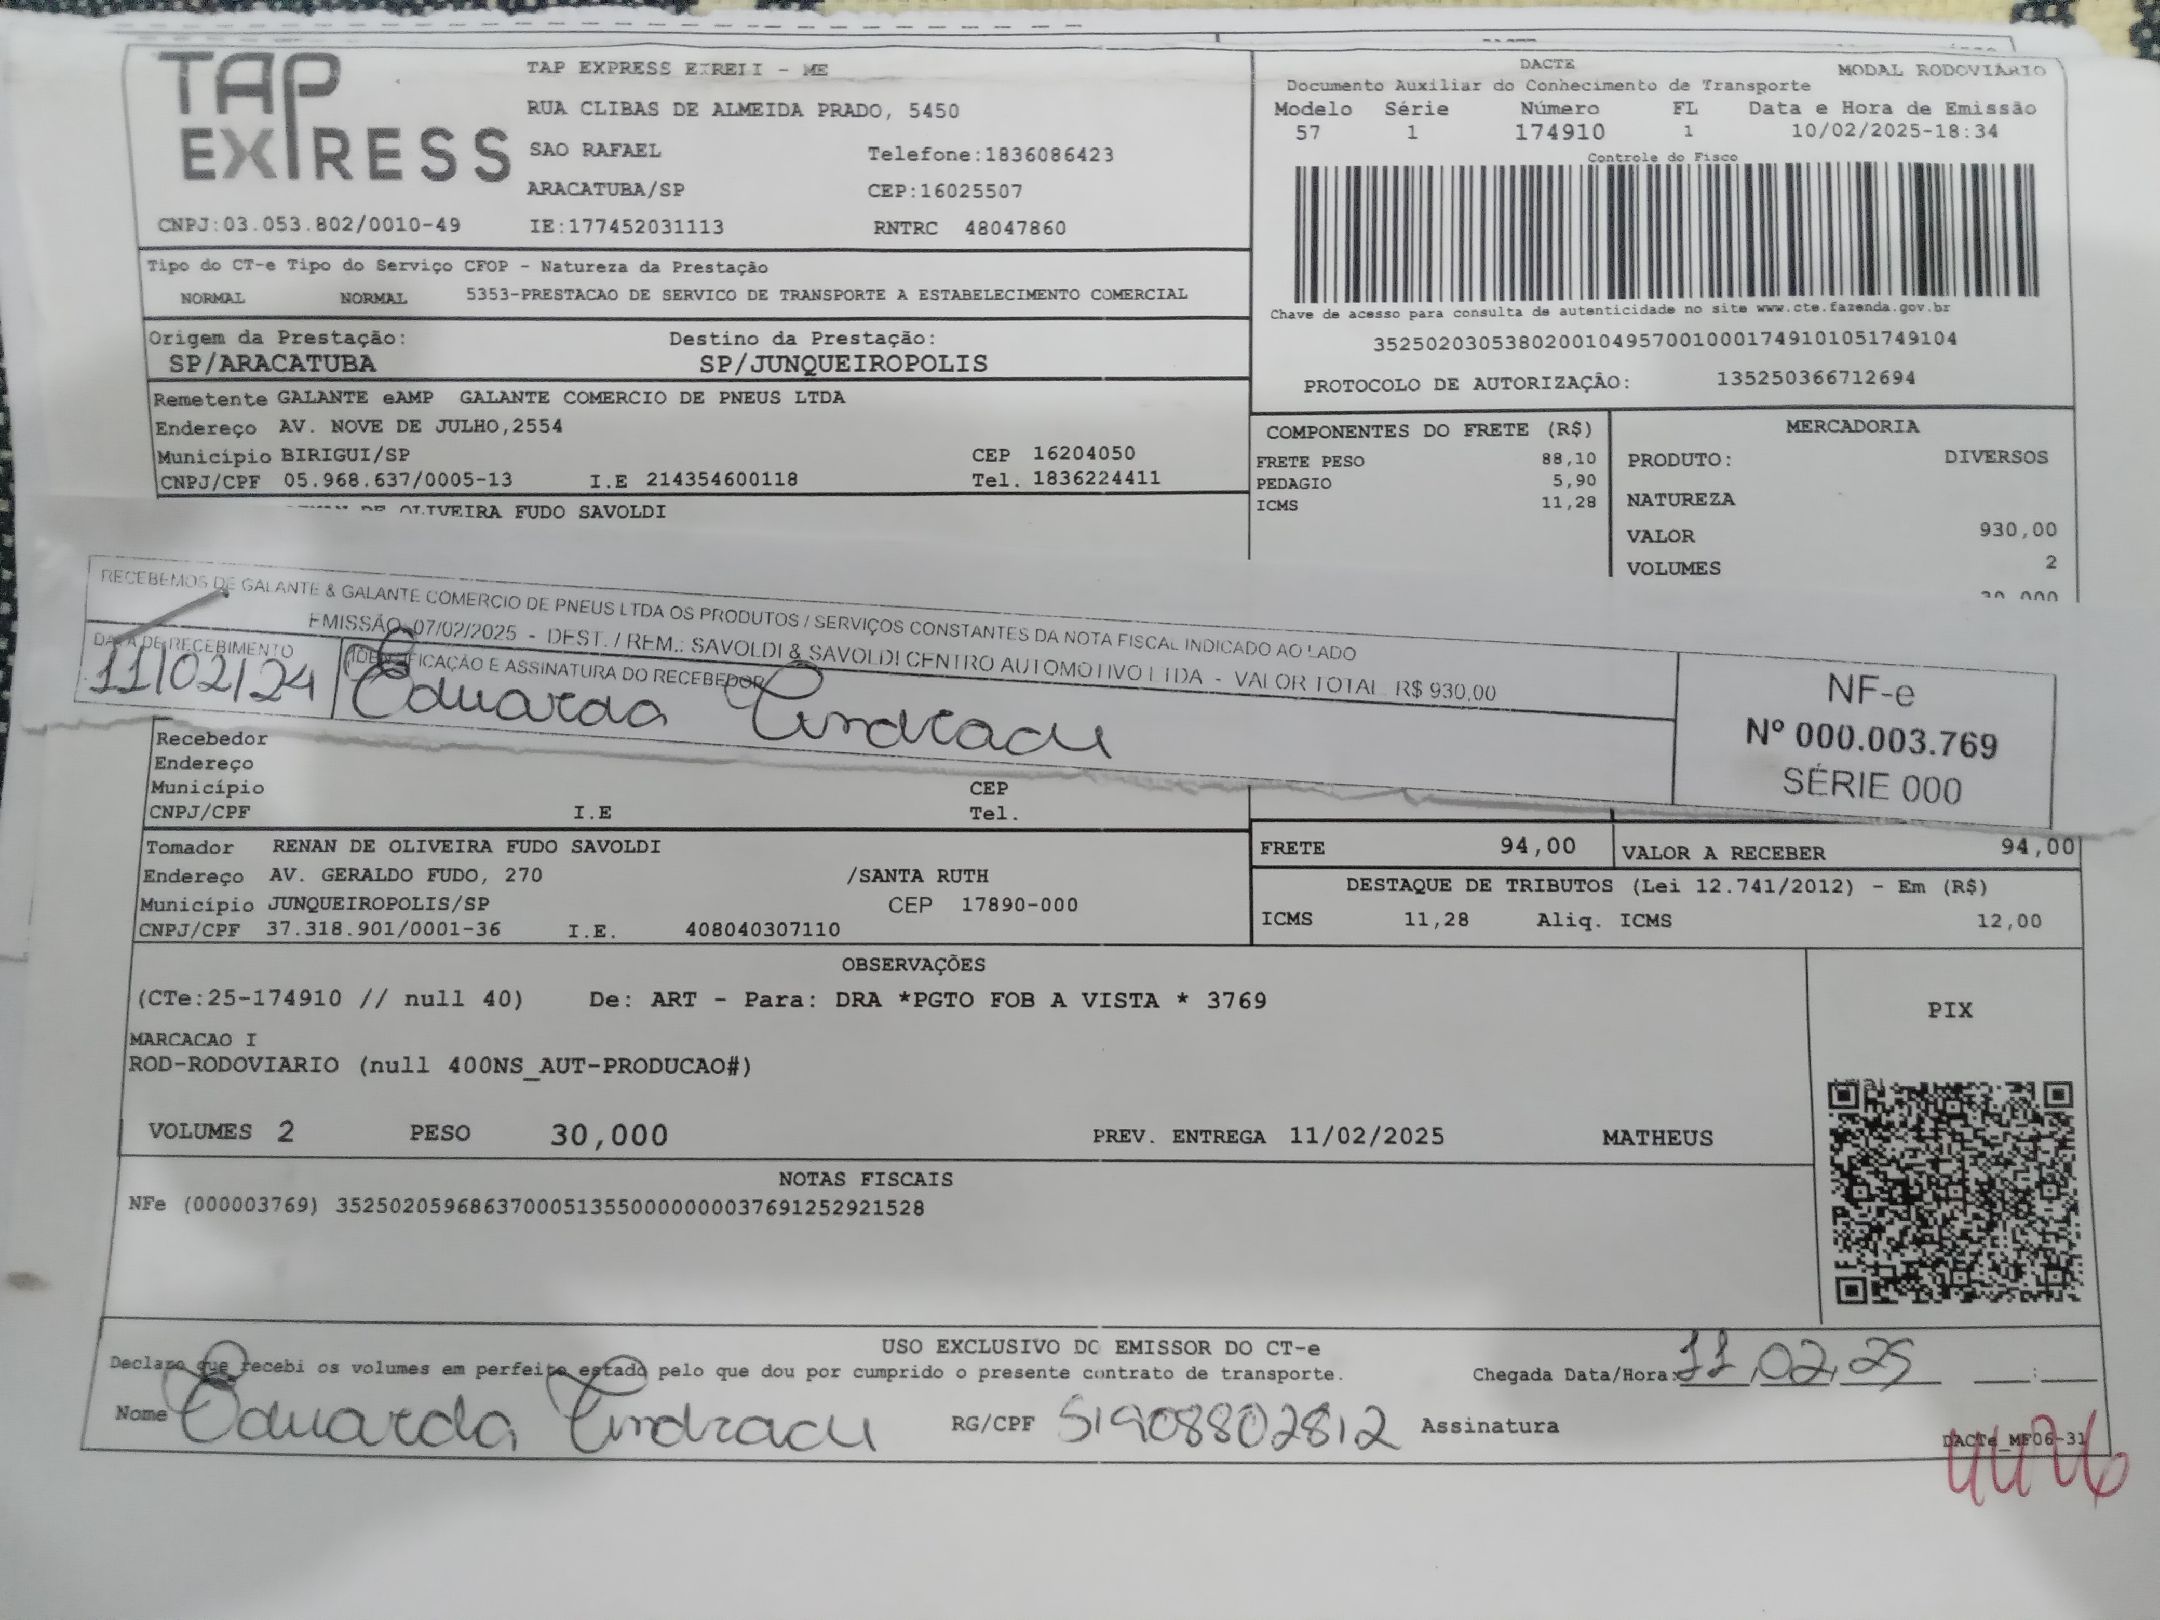 TAP EXPRESS
TAP EXPRESS EIRELI - ME
RUA CLIBAS DE ALMEIDA PRADO, 5450
SAO RAFAEL Telefone:1836086423
ARACATUBA/SP CEP:16025507
CNPJ:03.053.802/0010-49 IE:177452031113 RNTRC 48047860
DACTE
MODAL RODOVIÁRIO
Documento Auxiliar do Conhecimento de Transporte
Modelo Série Número FL Data e Hora de Emissão
57 1 174910 1 10/02/2025-18:34
Controle do Fisco
Chave de acesso para consulta de autenticidade no site www.cte.fazenda.gov.br
35250203053802001049570010001749101051749104
PROTOCOLO DE AUTORIZAÇÃO: 135250366712694
Tipo do CT-e Tipo do Serviço CFOP - Natureza da Prestação
NORMAL NORMAL 5353-PRESTACAO DE SERVICO DE TRANSPORTE A ESTABELECIMENTO COMERCIAL
Origem da Prestação: Destino da Prestação:
SP/ARACATUBA SP/JUNQUEIROPOLIS
Remetente GALANTE eAMP GALANTE COMERCIO DE PNEUS LTDA
Endereço AV. NOVE DE JULHO,2554
Município BIRIGUI/SP CEP 16204050
CNPJ/CPF 05.968.637/0005-13 I.E 214354600118 Tel. 1836224411
DE OLIVEIRA FUDO SAVOLDI
COMPONENTES DO FRETE (R$)
FRETE PESO 88,10
PEDAGIO 5,90
ICMS 11,28
MERCADORIA
PRODUTO: DIVERSOS
NATUREZA
VALOR 930,00
VOLUMES 2
RECEBEMOS DE GALANTE & GALANTE COMERCIO DE PNEUS LTDA OS PRODUTOS / SERVIÇOS CONSTANTES DA NOTA FISCAL INDICADO AO LADO
EMISSÃO: 07/02/2025 - DEST. / REM.: SAVOLDI & SAVOLDI CENTRO AUTOMOTIVO LTDA - VALOR TOTAL R$ 930,00
DATA DE RECEBIMENTO IDENTIFICAÇÃO E ASSINATURA DO RECEBEDOR
11/02/24 Eduarda Andrade
NF-e
Nº 000.003.769
SÉRIE 000
Recebedor
Endereço
Município CEP
CNPJ/CPF I.E Tel.
Tomador RENAN DE OLIVEIRA FUDO SAVOLDI
Endereço AV. GERALDO FUDO, 270 /SANTA RUTH
Município JUNQUEIROPOLIS/SP CEP 17890-000
CNPJ/CPF 37.318.901/0001-36 I.E. 408040307110
FRETE 94,00 VALOR A RECEBER 94,00
DESTAQUE DE TRIBUTOS (Lei 12.741/2012) - Em (R$)
ICMS 11,28 Aliq. ICMS 12,00
OBSERVAÇÕES
(CTe:25-174910 // null 40) De: ART - Para: DRA *PGTO FOB A VISTA * 3769
MARCACAO I
ROD-RODOVIARIO (null 400NS_AUT-PRODUCAO#)
PIX
VOLUMES 2 PESO 30,000 PREV. ENTREGA 11/02/2025 MATHEUS
NOTAS FISCAIS
NFe (000003769) 35250205968637000513550000000037691252921528
USO EXCLUSIVO DO EMISSOR DO CT-e
Declaro que recebi os volumes em perfeito estado pelo que dou por cumprido o presente contrato de transporte. Chegada Data/Hora: 11,02,25 :
Nome Eduarda Andrade RG/CPF 51908802812 Assinatura
DACTe_MF06-31